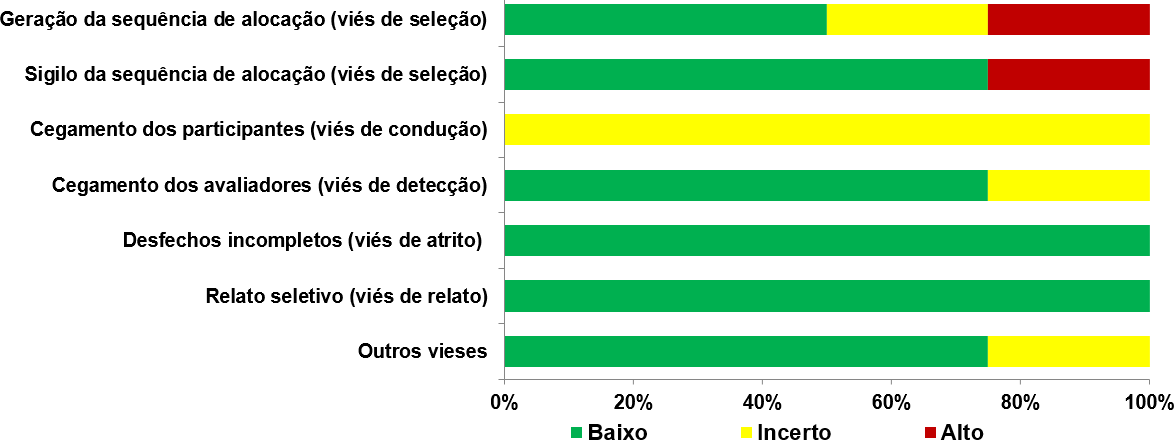 Geração da sequência de alocação (viés de seleção)
Sigilo da sequência de alocação (viés de seleção)
Cegamento dos participantes (viés de condução)
Cegamento dos avaliadores (viés de detecção)
Desfechos incompletos (viés de atrito)
Relato seletivo (viés de relato)
Outros vieses
0% 20% 40% 60% 80% 100%
Baixo Incerto Alto